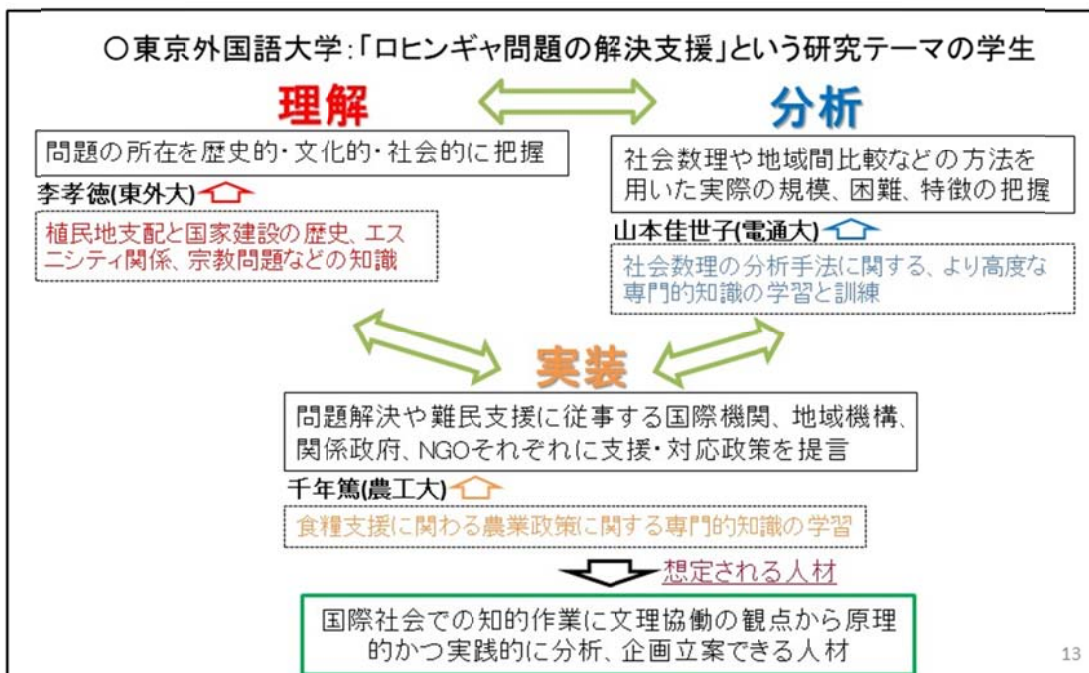 〇東京外国語大学:「ロヒンギャ問題の解決支援」という研究テーマの学生
理解
問題の所在を歴史的・文化的・社会的に把握
李孝徳(東外大)
植民地支配と国家建設の歴史、エス
ニシティ関係、宗教問題などの知識
分析
社会数理や地域間比較などの方法を
用いた実際の規模、困難、特徴の把握
山本佳世子(電通大)
社会数理の分析手法に関する、より高度な
専門的知識の学習と訓練
実装
問題解決や難民支援に従事する国際機関、地域機構、
関係政府、NGOそれぞれに支援・対応政策を提言
千年篤(農工大)
食糧支援に関わる農業政策に関する専門的知識の学習
想定される人材
国際社会での知的作業に文理協働の観点から原理
的かつ実践的に分析、企画立案できる人材
13